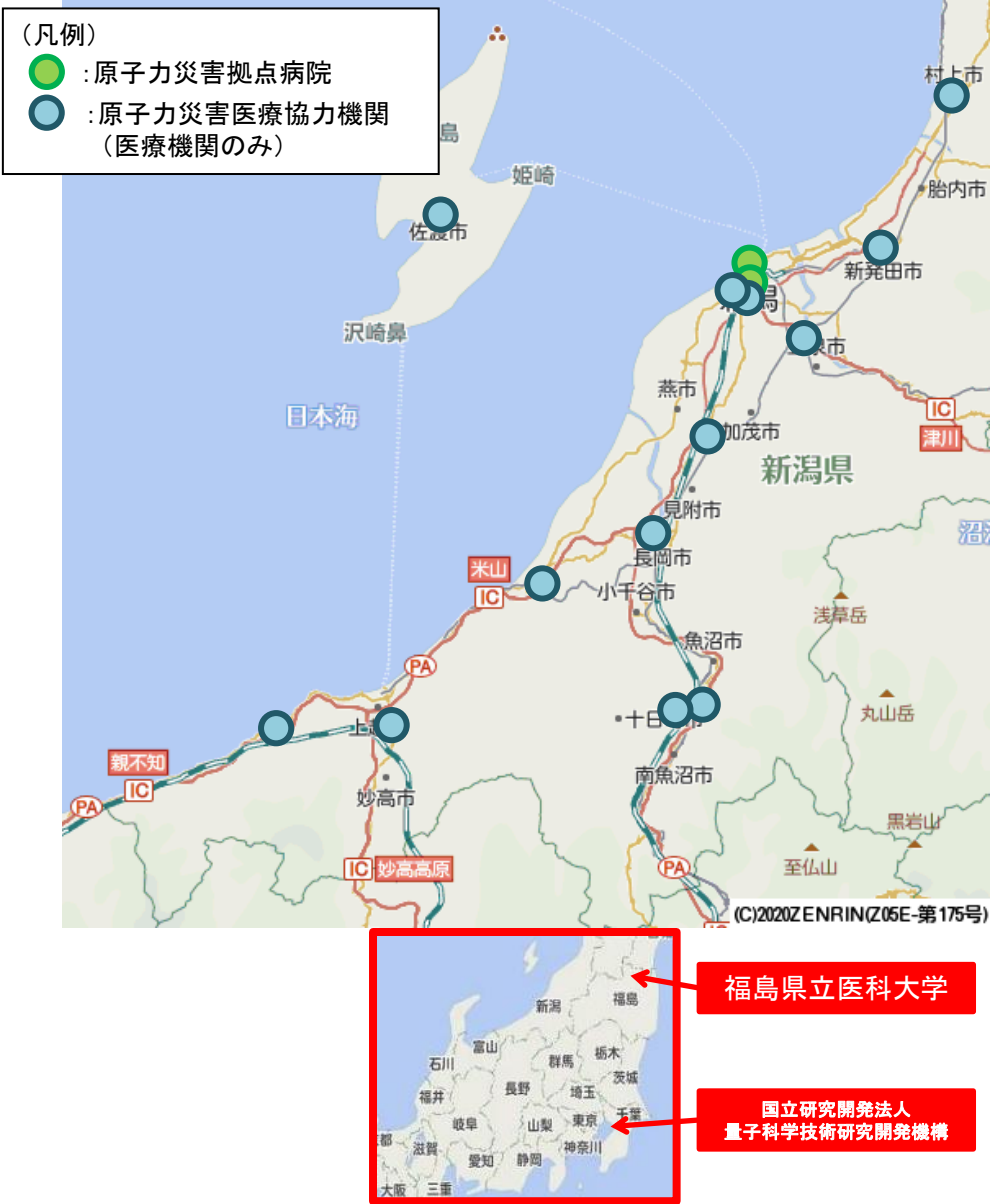 （凡例）
：原子力災害拠点病院
：原子力災害医療協力機関
（医療機関のみ）
島
姫崎
佐渡市
沢崎鼻
日本海
村上市
胎内市
新発田市
潟
市
燕市
加茂市
IC
津川
新潟県
見附市
長岡市
米山
IC
小千谷市
浅草岳
魚沼市
PA
丸山岳
十日
市
上
親不知
IC
PA
南魚沼市
妙高市
黒岩山
至仏山
IC
妙高高原
PA
IC
(C)2020ZENRIN(Z05E-第175号)
新潟
福島
福島県立医科大学
富山
石川
群馬
栃木
茨城
長野
埼玉
福井
岐阜
山梨
東京
千葉
国立研究開発法人
量子科学技術研究開発機構
都
滋賀
愛知
静岡
神奈川
大阪
三重